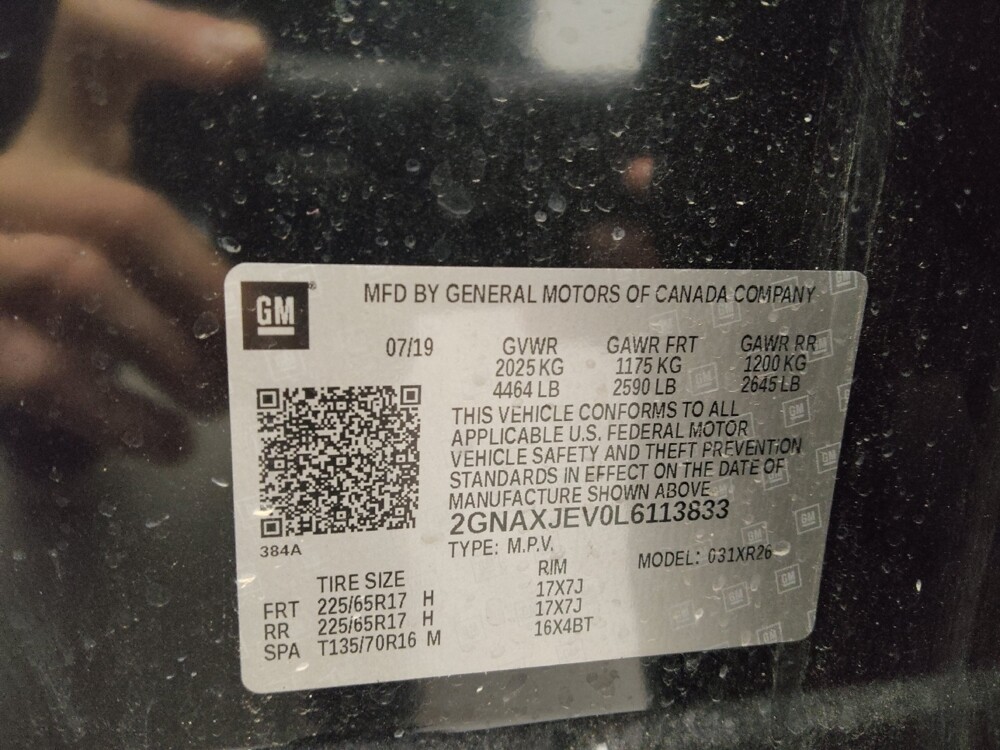 GM®
MFD BY GENERAL MOTORS OF CANADA COMPANY
07/19 GVWR GAWR FRT GAWR RR
2025 KG 1175 KG 1200 KG
4464 LB 2590 LB 2645 LB
THIS VEHICLE CONFORMS TO ALL
APPLICABLE U.S. FEDERAL MOTOR
VEHICLE SAFETY AND THEFT PREVENTION
STANDARDS IN EFFECT ON THE DATE OF
MANUFACTURE SHOWN ABOVE
2GNAXJEV0L6113833
384A
TYPE: M.P.V. MODEL: 031XR26
TIRE SIZE RIM
FRT 225/65R17 H 17X7J
RR 225/65R17 H 17X7J
SPA T135/70R16 M 16X4BT